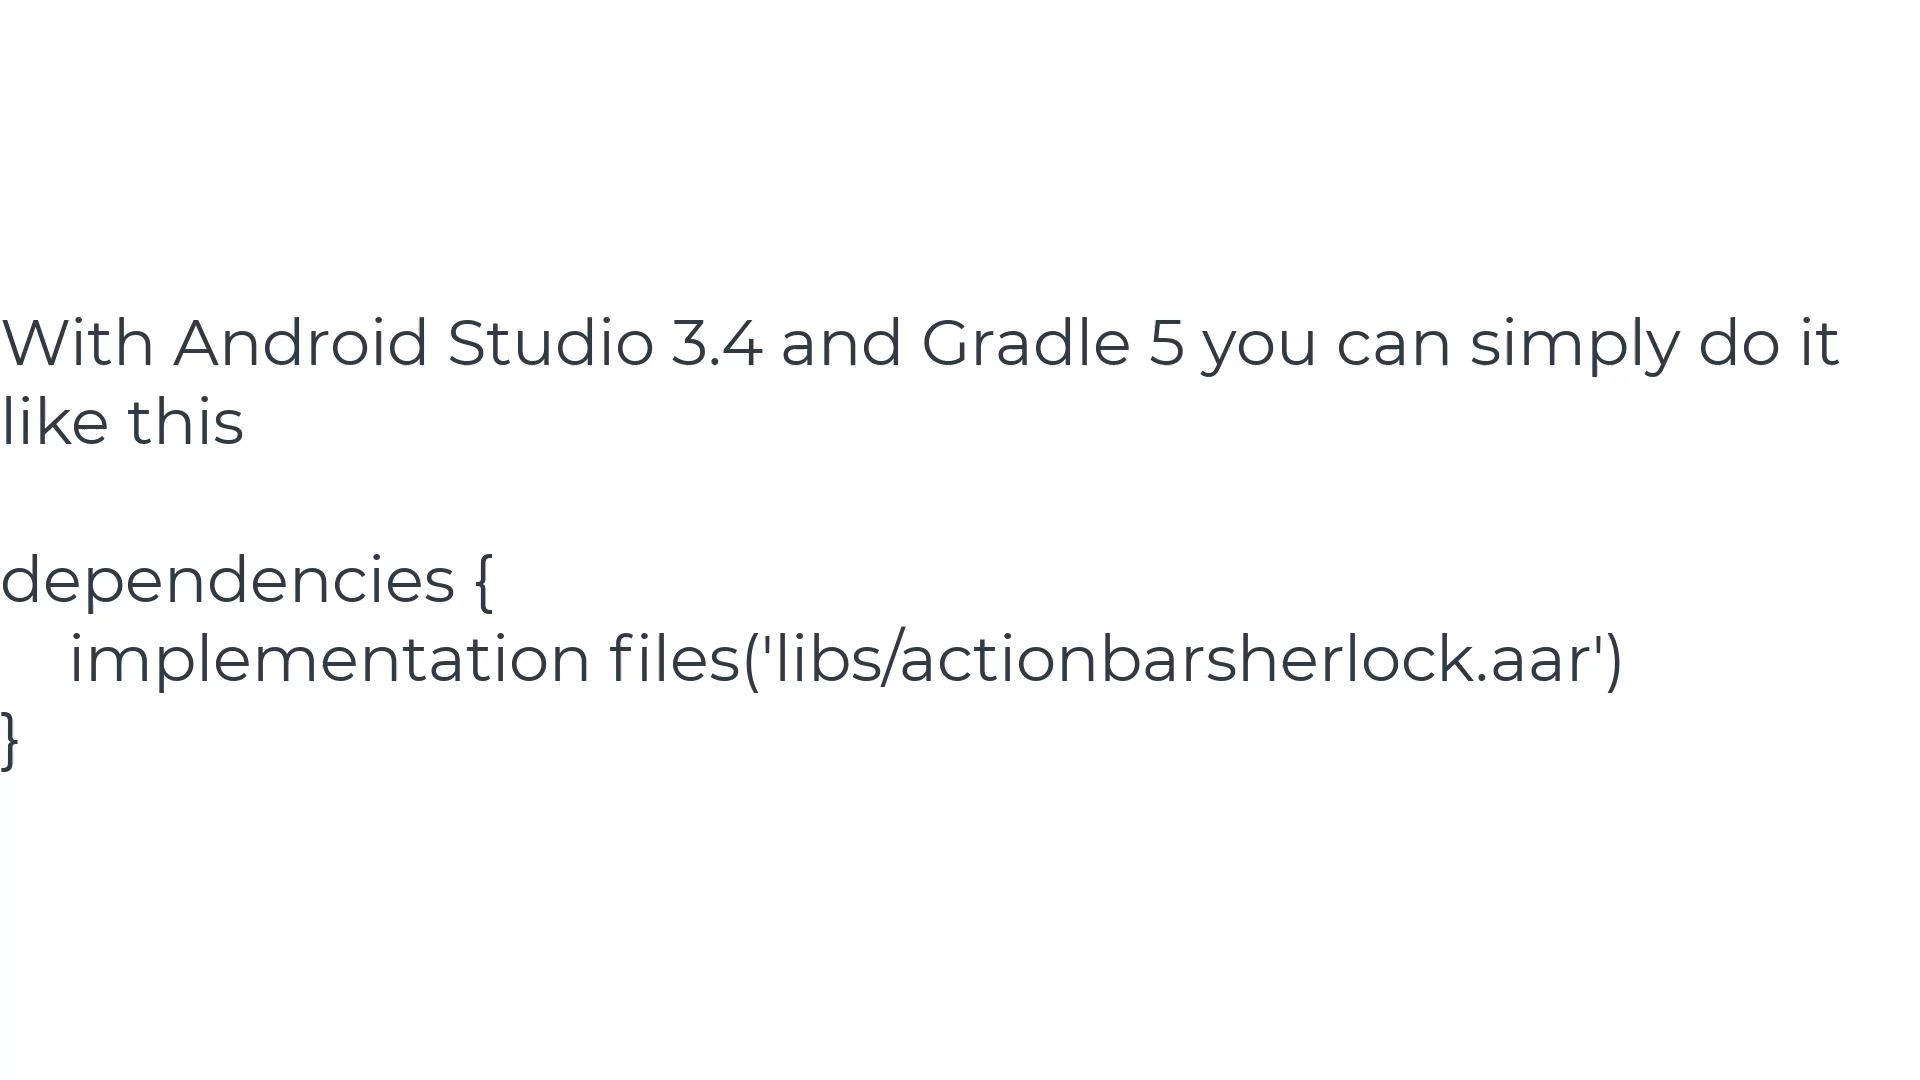 With Android Studio 3.4 and Gradle 5 you can simply do it
like this

dependencies {
    implementation files('libs/actionbarsherlock.aar')
}